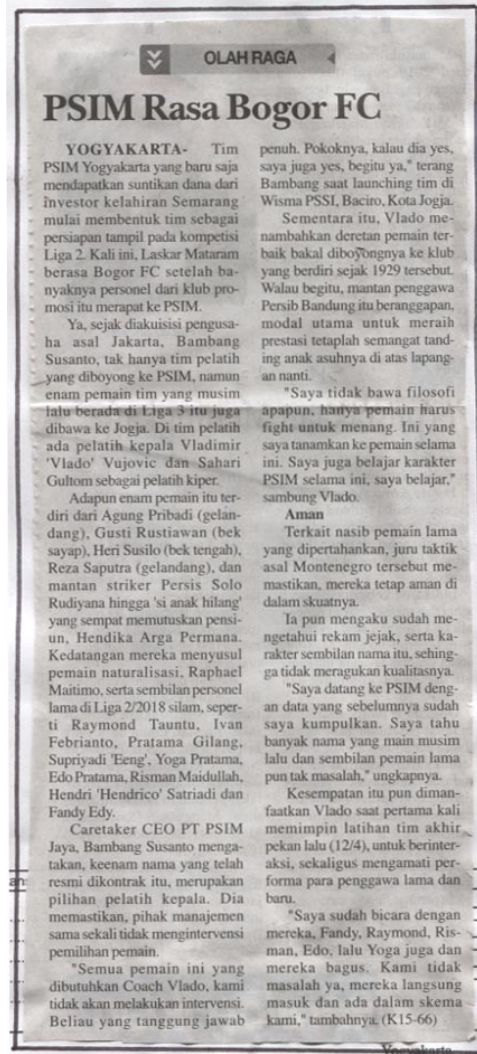 OLAH RAGA
PSIM Rasa Bogor FC
YOGYAKARTA- Tim
PSIM Yogyakarta yang baru saja
mendapatkan suntikan dana dari
investor kelahiran Semarang
mulai membentuk tim sebagai
persiapan tampil pada kompetisi
Liga 2. Kali ini, Laskar Mataram
berasa Bogor FC setelah ba-
nyaknya personel dari klub pro-
mosi itu merapat ke PSIM.
Ya, sejak diakuisisi pengusa-
ha asal Jakarta, Bambang
Susanto, tak hanya tim pelatih
yang diboyong ke PSIM, namun
enam pemain tim yang musim
lalu berada di Liga 3 itu juga
dibawa ke Jogja. Di tim pelatih
ada pelatih kepala Vladimir
'Vlado' Vujovic dan Sahari
Gultom sebagai pelatih kiper.
Adapun enam pemain itu ter-
diri dari Agung Pribadi (gelan-
dang), Gusti Rustiawan (bek
sayap), Heri Susilo (bek tengah),
Reza Saputra (gelandang), dan
mantan striker Persis Solo
Rudiyana hingga 'si anak hilang'
yang sempat memutuskan pensi-
un, Hendika Arga Permana.
Kedatangan mereka menyusul
pemain naturalisasi, Raphael
Maitimo, serta sembilan personel
lama di Liga 2/2018 silam, seper-
ti Raymond Tauntu, Ivan
Febrianto, Pratama Gilang,
Supriyadi 'Eeng', Yoga Pratama,
Edo Pratama, Risman Maidullah,
Hendri 'Hendrico' Satriadi dan
Fandy Edy.
Caretaker CEO PT PSIM
Jaya, Bambang Susanto menga-
takan, keenam nama yang telah
resmi dikontrak itu, merupakan
pilihan pelatih kepala. Dia
memastikan, pihak manajemen
sama sekali tidak mengintervensi
pemilihan pemain.
"Semua pemain ini yang
dibutuhkan Coach Vlado, kami
tidak akan melakukan intervensi.
Beliau yang tanggung jawab
penuh. Pokoknya, kalau dia yes,
saya juga yes, begitu ya," terang
Bambang saat launching tim di
Wisma PSSI, Baciro, Kota Jogja.
Sementara itu, Vlado me-
nambahkan deretan pemain ter-
baik bakal diboyongnya ke klub
yang berdiri sejak 1929 tersebut.
Walau begitu, mantan penggawa
Persib Bandung itu beranggapan,
modal utama untuk meraih
prestasi tetaplah semangat tand-
ing anak asuhnya di atas lapang-
an nanti.
"Saya tidak bawa filosofi
apapun, hanya pemain harus
fight untuk menang. Ini yang
saya tanamkan ke pemain selama
ini. Saya juga belajar karakter
PSIM selama ini, saya belajar,"
sambung Vlado.
Aman
Terkait nasib pemain lama
yang dipertahankan, juru taktik
asal Montenegro tersebut me-
mastikan, mereka tetap aman di
dalam skuatnya.
Ia pun mengaku sudah me-
ngetahui rekam jejak, serta ka-
rakter sembilan nama itu, sehing-
ga tidak meragukan kualitasnya.
"Saya datang ke PSIM deng-
an data yang sebelumnya sudah
saya kumpulkan. Saya tahu
banyak nama yang main musim
lalu dan sembilan pemain lama
pun tak masalah," ungkapnya.
Kesempatan itu pun diman-
faatkan Vlado saat pertama kali
memimpin latihan tim akhir
pekan lalu (12/4), untuk berinter-
aksi, sekaligus mengamati per-
forma para penggawa lama dan
baru.
"Saya sudah bicara dengan
mereka, Fandy, Raymond, Ris-
man, Edo, lalu Yoga juga dan
mereka bagus. Kami tidak
masalah ya, mereka langsung
masuk dan ada dalam skema
kami," tambahnya. (K15-66)
an
Yogyakarta